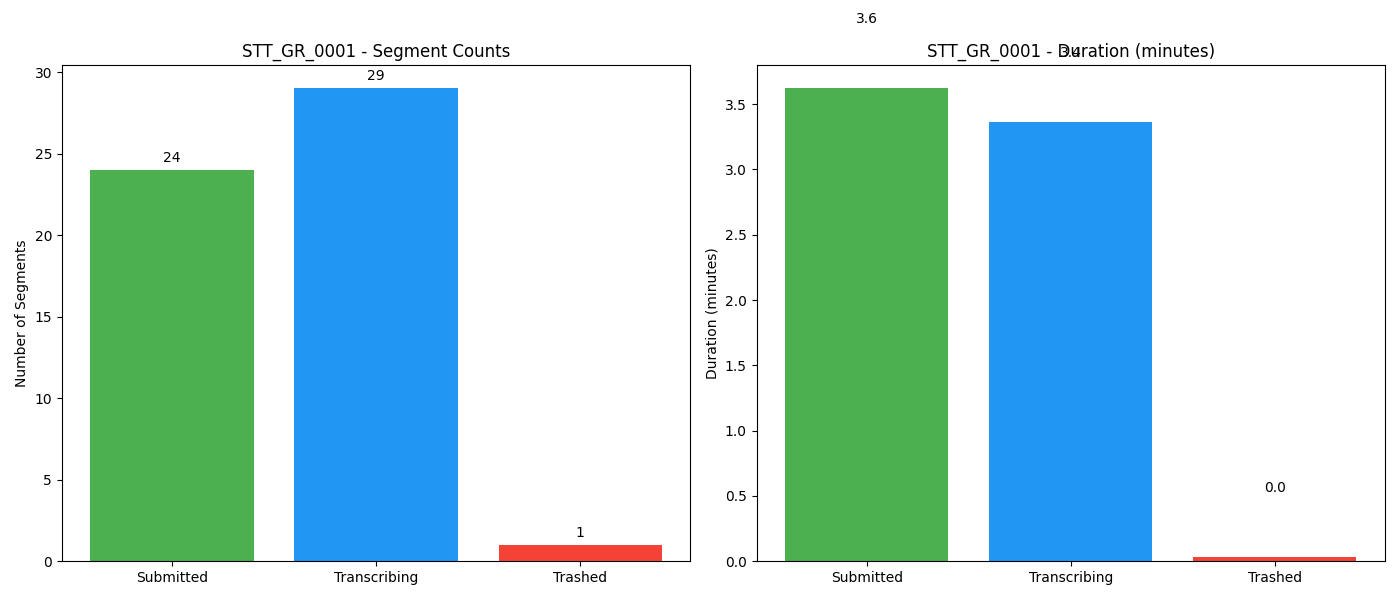 STT_GR_0001 - Segment Counts
Number of Segments
30
25
20
15
10
5
0
24
29
1
Submitted
Transcribing
Trashed
3.6
STT_GR_0001 - Duration (minutes)
3.4
Duration (minutes)
3.5
3.0
2.5
2.0
1.5
1.0
0.5
0.0
0.0
Submitted
Transcribing
Trashed